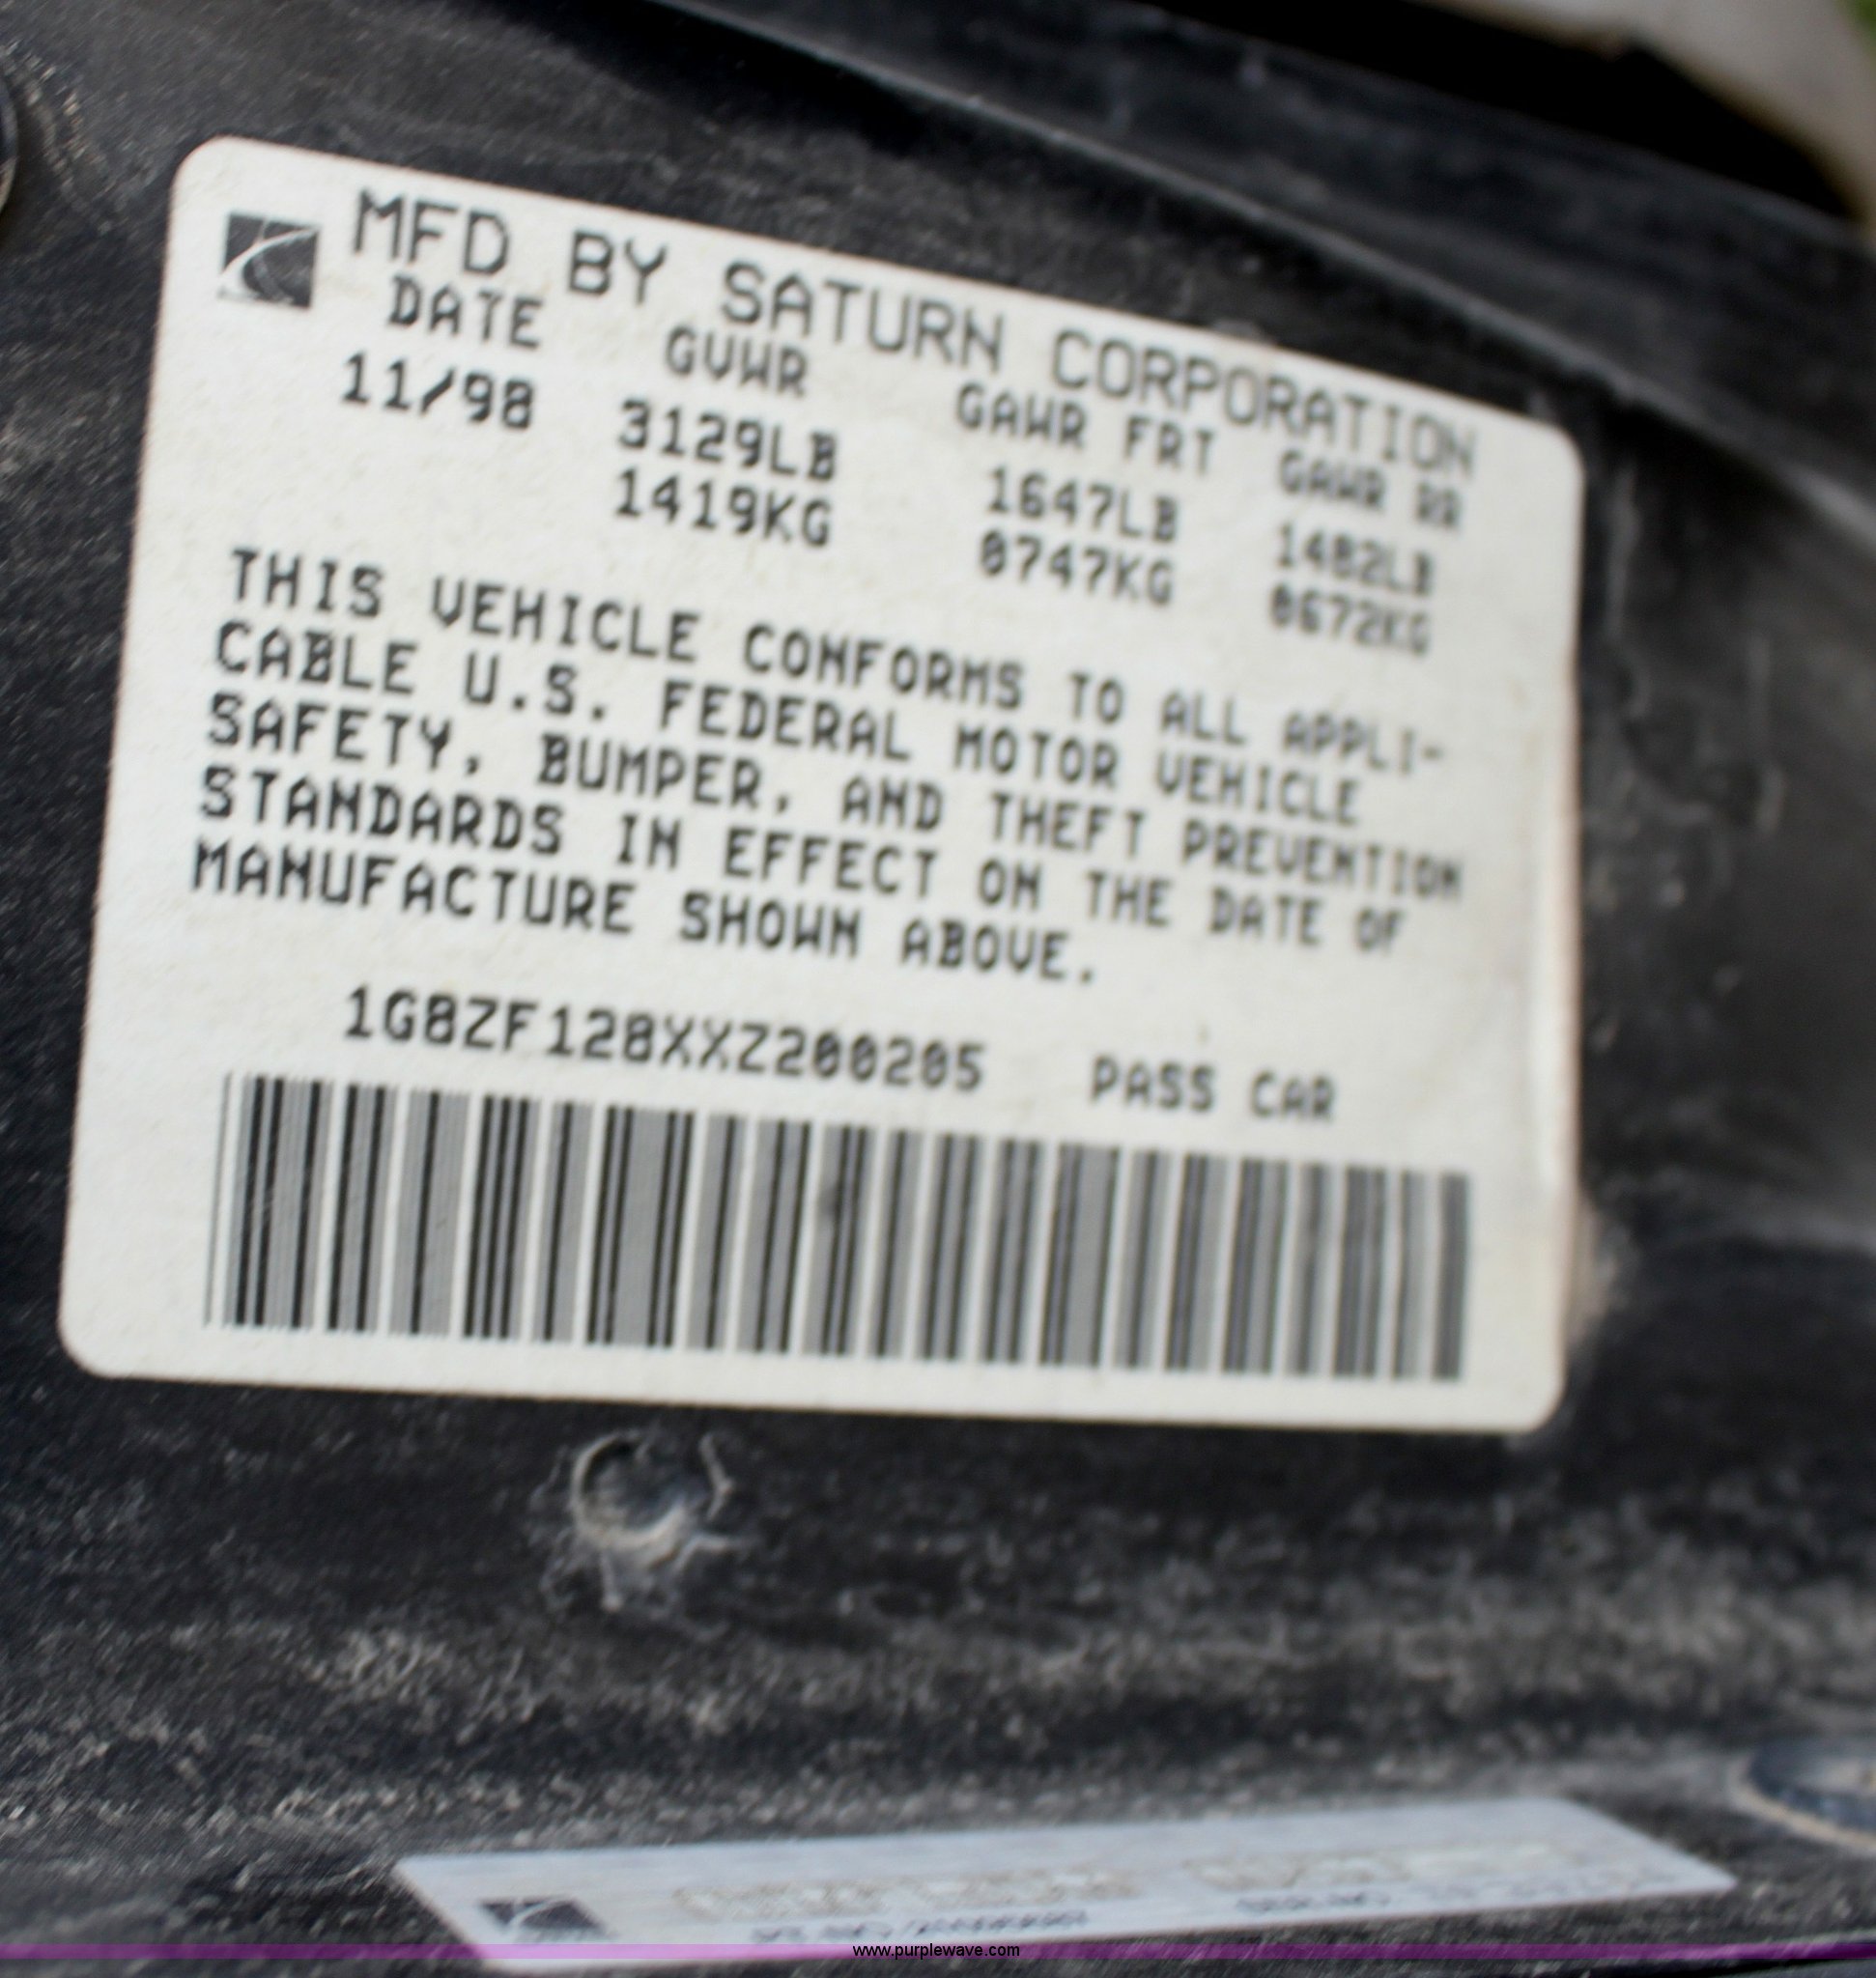 MFD BY SATURN CORPORATION
DATE GVWR GAWR FRT GAWR RR
11/98 3129LB 1647LB 1482LB
1419KG 0747KG 0672KG
THIS VEHICLE CONFORMS TO ALL APPLI-
CABLE U.S. FEDERAL MOTOR VEHICLE
SAFETY, BUMPER, AND THEFT PREVENTION
STANDARDS IN EFFECT ON THE DATE OF
MANUFACTURE SHOWN ABOVE.
1G8ZF128XXZ200205 PASS CAR
www.purplewave.com